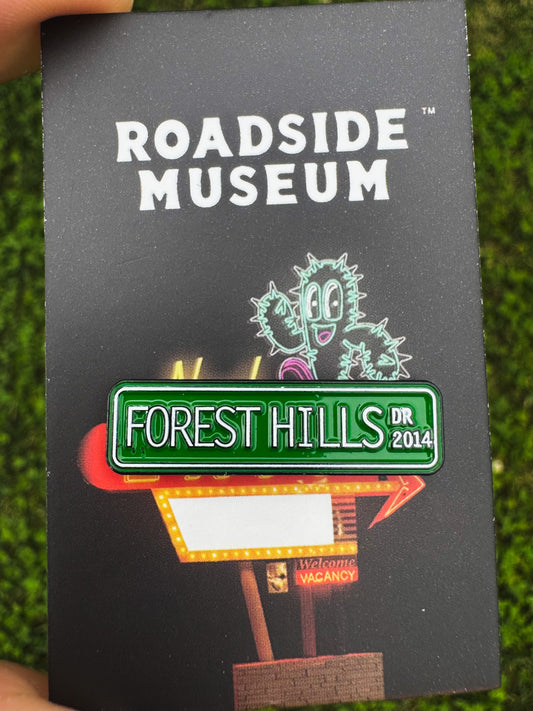 ROADSIDE™
MUSEUM
FOREST HILLS DR
2014
Welcome
VACANCY